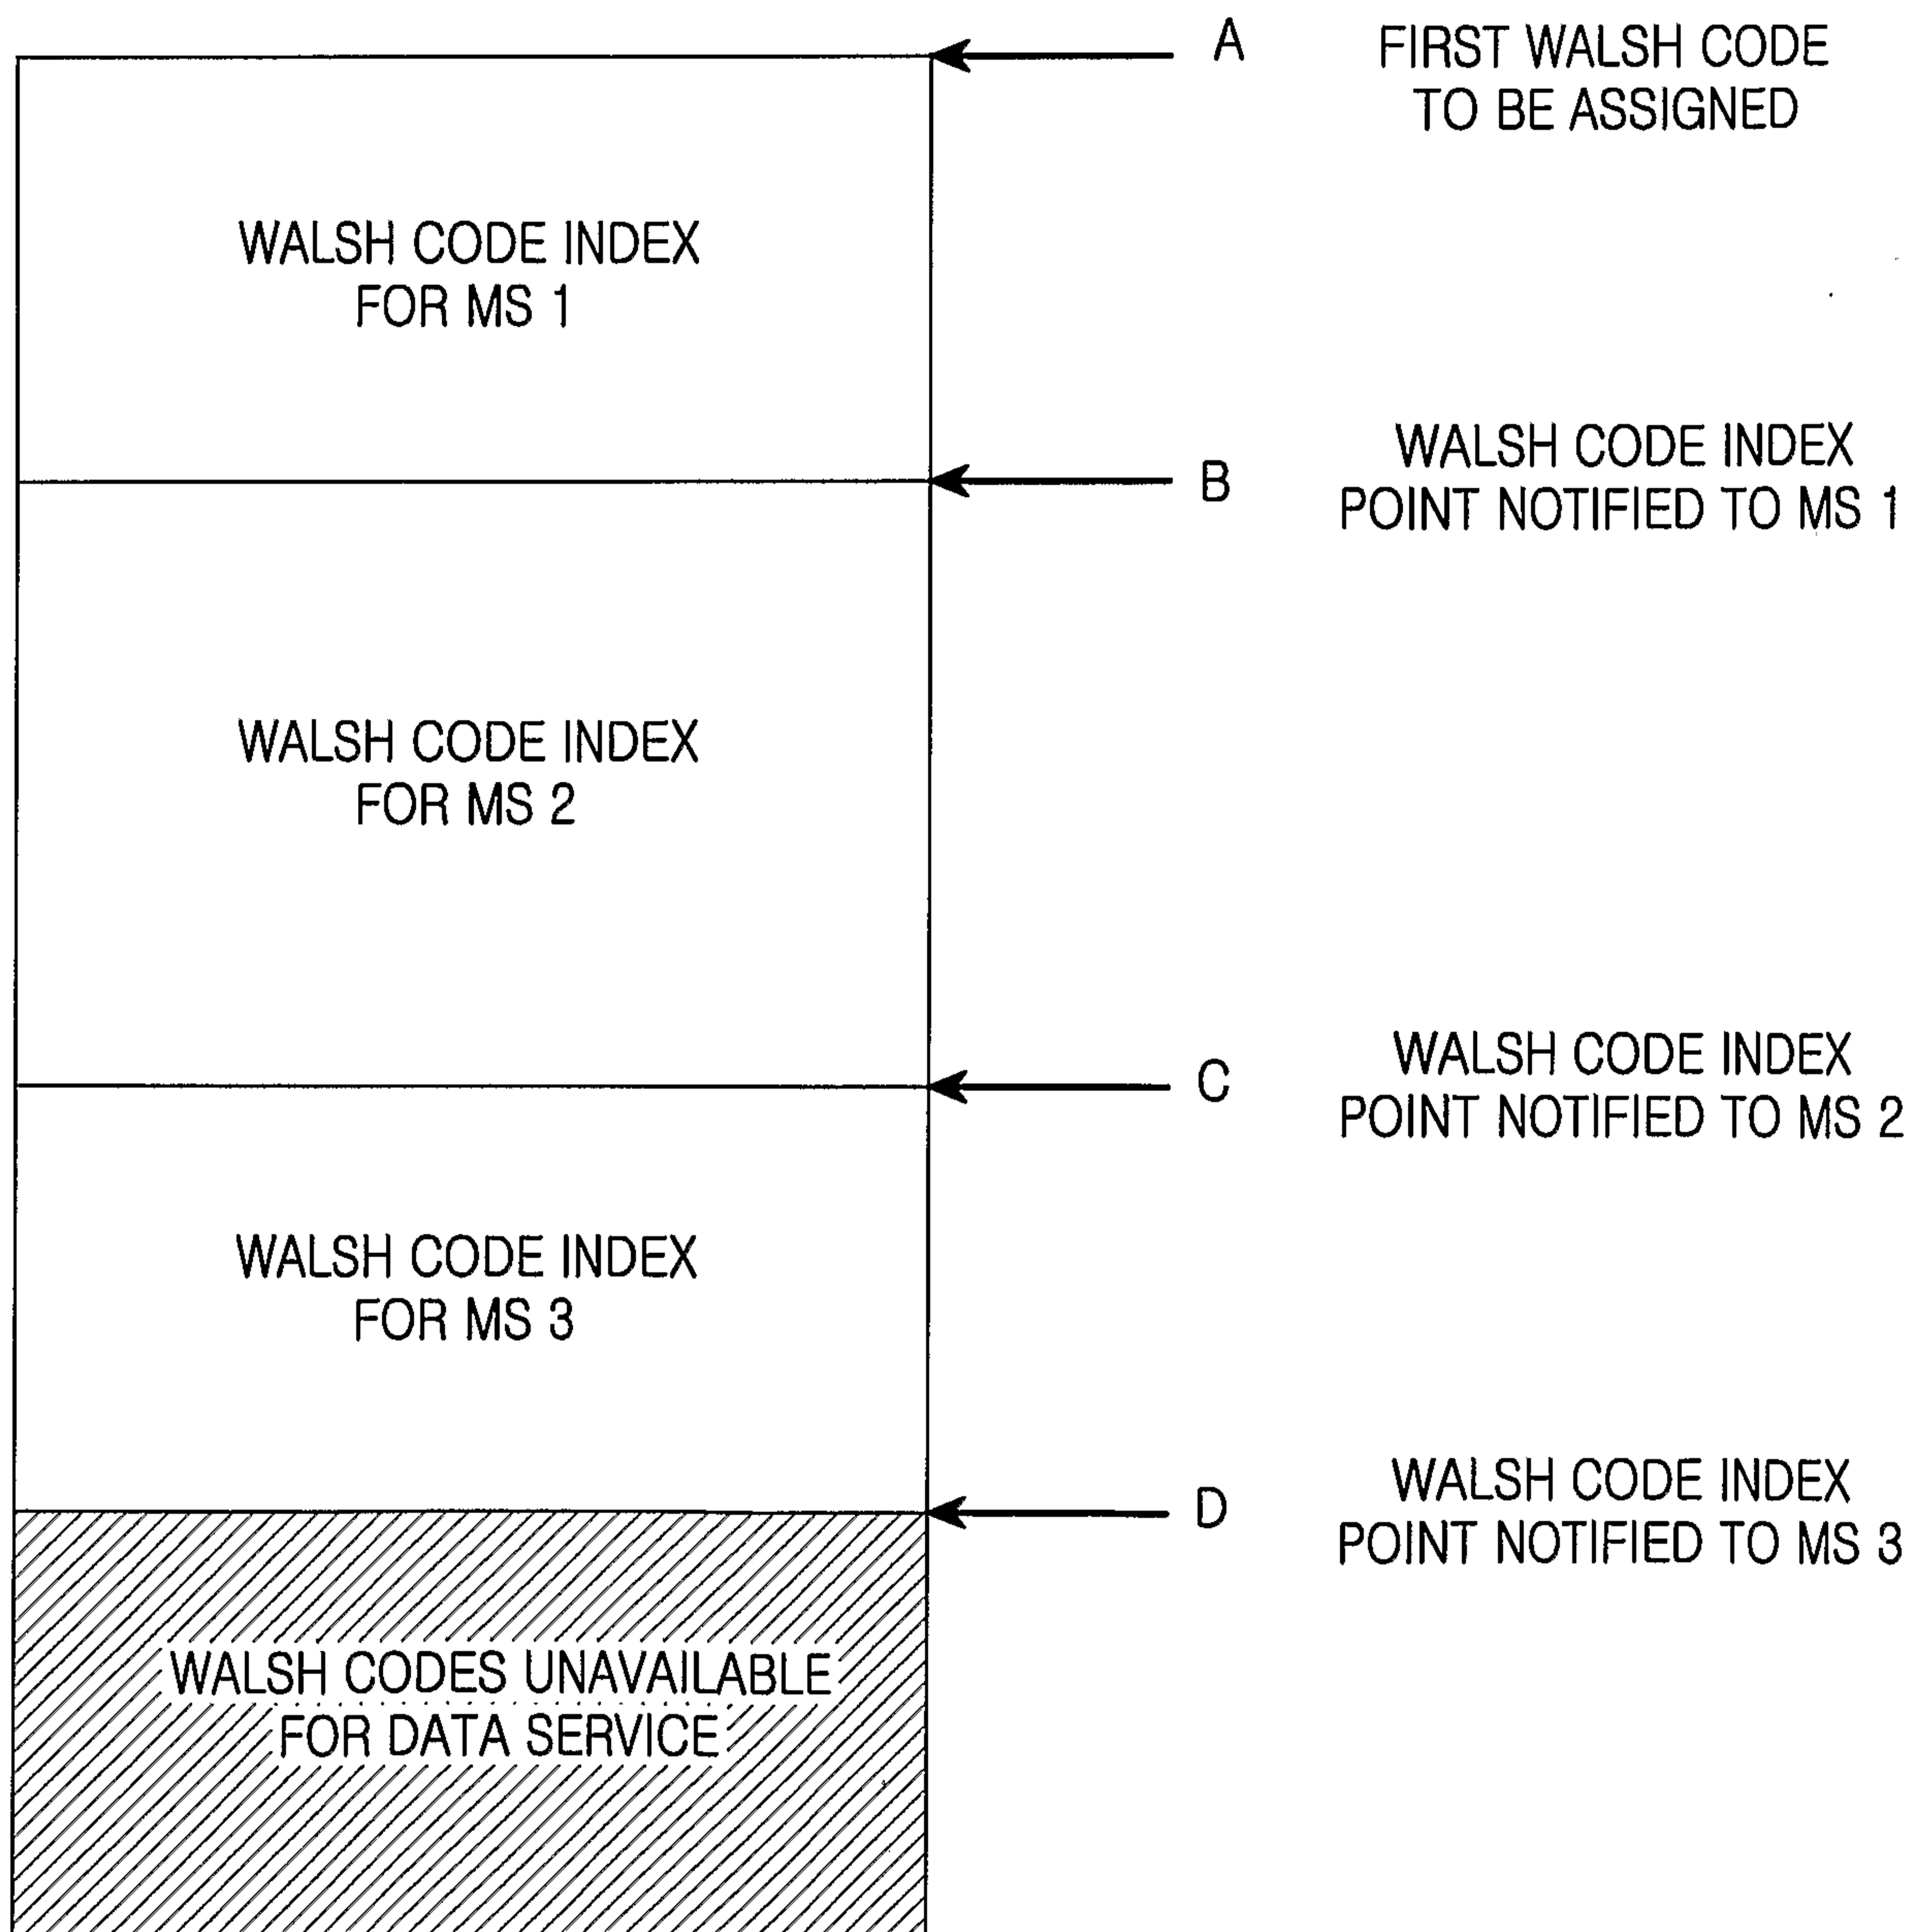 A
FIRST WALSH CODE
TO BE ASSIGNED
WALSH CODE INDEX
FOR MS 1
B
WALSH CODE INDEX
POINT NOTIFIED TO MS 1
WALSH CODE INDEX
FOR MS 2
C
WALSH CODE INDEX
POINT NOTIFIED TO MS 2
WALSH CODE INDEX
FOR MS 3
D
WALSH CODE INDEX
POINT NOTIFIED TO MS 3
WALSH CODES UNAVAILABLE
FOR DATA SERVICE